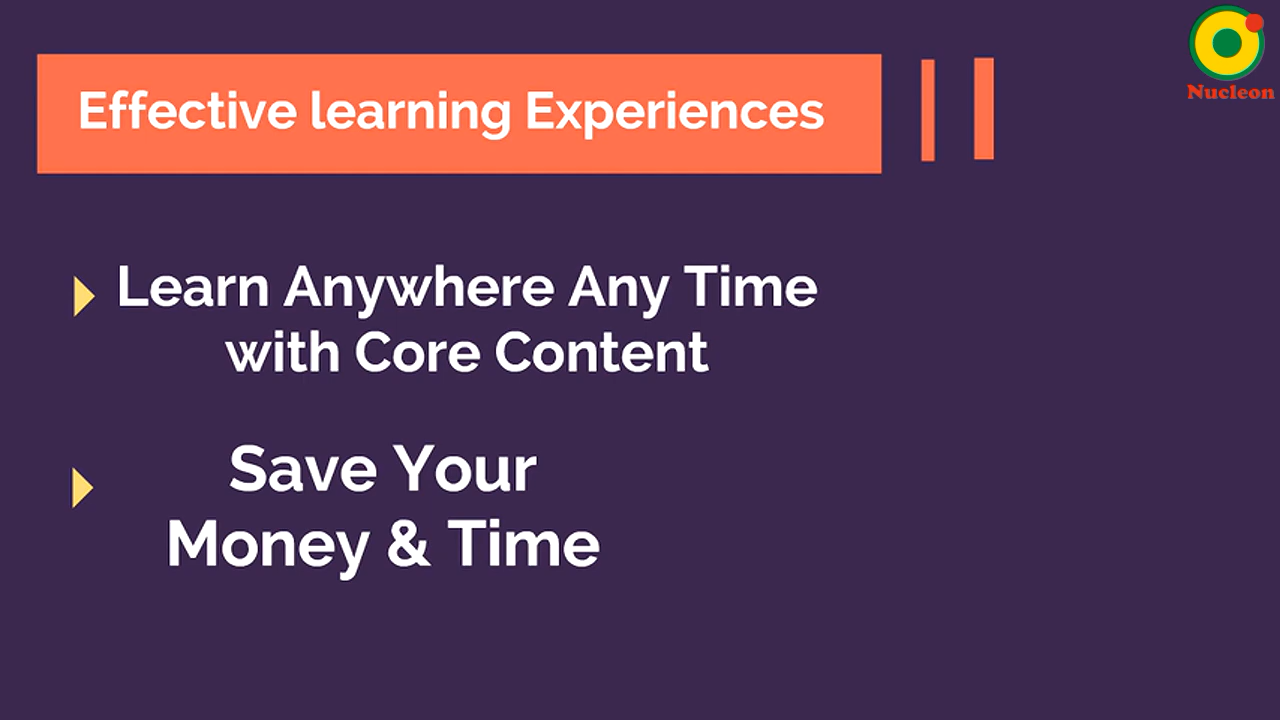 Nucleon
Effective learning Experiences
Learn Anywhere Any Time
with Core Content
Save Your
Money & Time